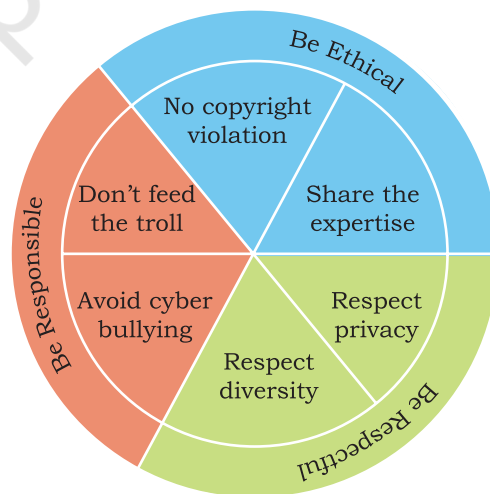 Be Ethical
No copyright
violation
Share the
expertise
Don't feed
the troll
Be Responsible
Avoid cyber
bullying
Respect
privacy
Respect
diversity
Be Respectful